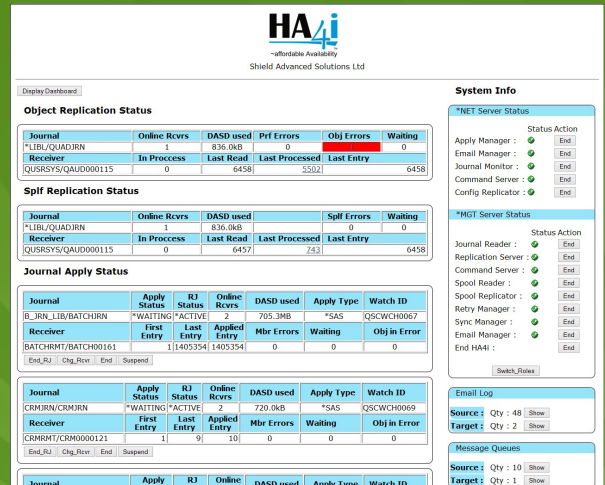 HA4i
~affordable Availability
Shield Advanced Solutions Ltd
Display Dashboard
Object Replication Status
Journal Online Rcvrs DASD used Prf Errors Obj Errors Waiting
*LIBL/QUADJRN 1 836.0kB 0 0
Receiver In Proccess Last Read Last Processed Last Entry
QUSRSYS/QAUD000115 0 6458 5502 6458
Splf Replication Status
Journal Online Rcvrs DASD used Splf Errors Waiting
*LIBL/QUADJRN 1 836.0kB 0 0
Receiver In Proccess Last Read Last Processed Last Entry
QUSRSYS/QAUD000115 0 6457 743 6458
Journal Apply Status
Journal Apply Status RJ Status Online Rcvrs DASD used Apply Type Watch ID
B_JRN_LIB/BATCHJRN *WAITING *ACTIVE 2 705.3MB *SAS QSCWCH0067
Receiver First Entry Last Entry Applied Entry Mbr Errors Waiting Obj in Error
BATCHRMT/BATCH00161 1 1405354 1405354 0 0 0
End_RJ Chg_Rcvr End Suspend
Journal Apply Status RJ Status Online Rcvrs DASD used Apply Type Watch ID
CRMJRN/CRMJRN *WAITING *ACTIVE 2 720.0kB *SAS QSCWCH0069
Receiver First Entry Last Entry Applied Entry Mbr Errors Waiting Obj in Error
CRMRMT/CRM0000121 1 9 10 0 0 0
End_RJ Chg_Rcvr End Suspend
Journal Apply RJ Online DASD used Apply Type Watch ID
System Info
*NET Server Status
Status Action
Apply Manager : End
Email Manager : End
Journal Monitor : End
Command Server : End
Config Replicator : End
*MGT Server Status
Status Action
Journal Reader : End
Replication Server : End
Command Server : End
Spool Reader : End
Spool Replicator : End
Retry Manager : End
Sync Manager : End
Email Manager : End
End HA4i : End
Switch_Roles
Email Log
Source : Qty : 48 Show
Target : Qty : 2 Show
Message Queues
Source : Qty : 10 Show
Target : Qty : 1 Show